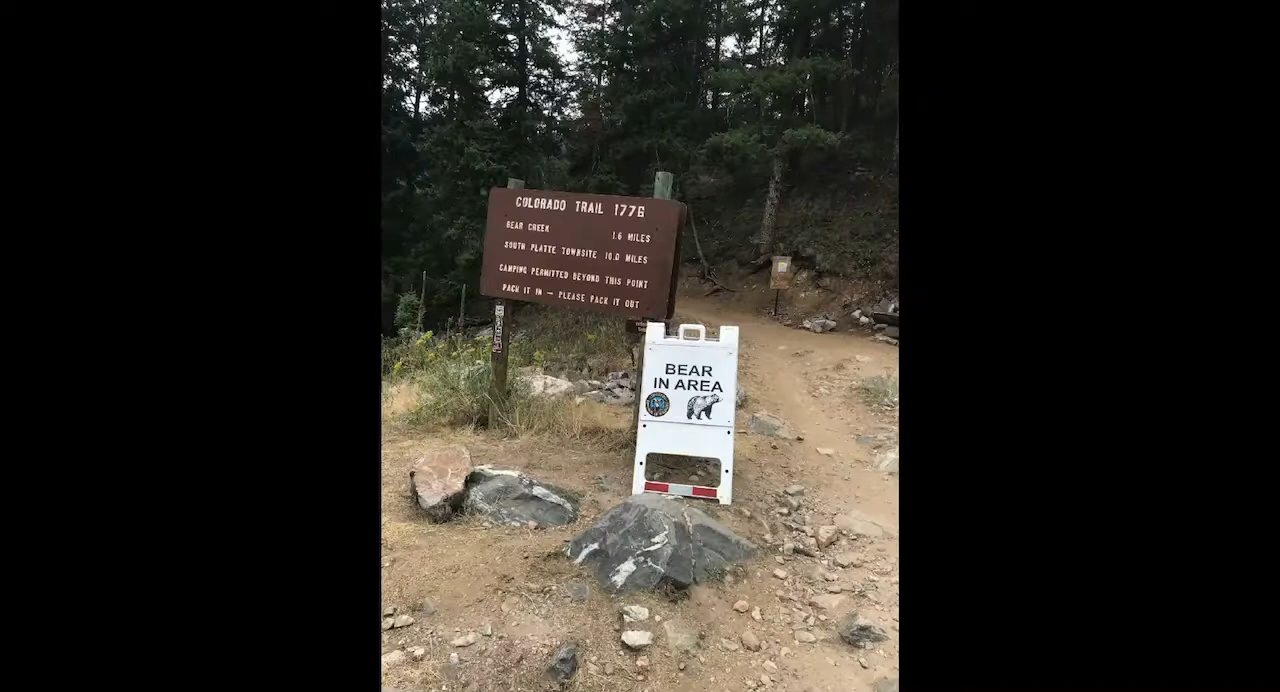 COLORADO TRAIL 1776
BEAR CREEK 1.6 MILES
SOUTH PLATTE TOWNSITE 10.0 MILES
CAMPING PERMITTED BEYOND THIS POINT
PACK IT IN — PLEASE PACK IT OUT
BEAR
IN AREA